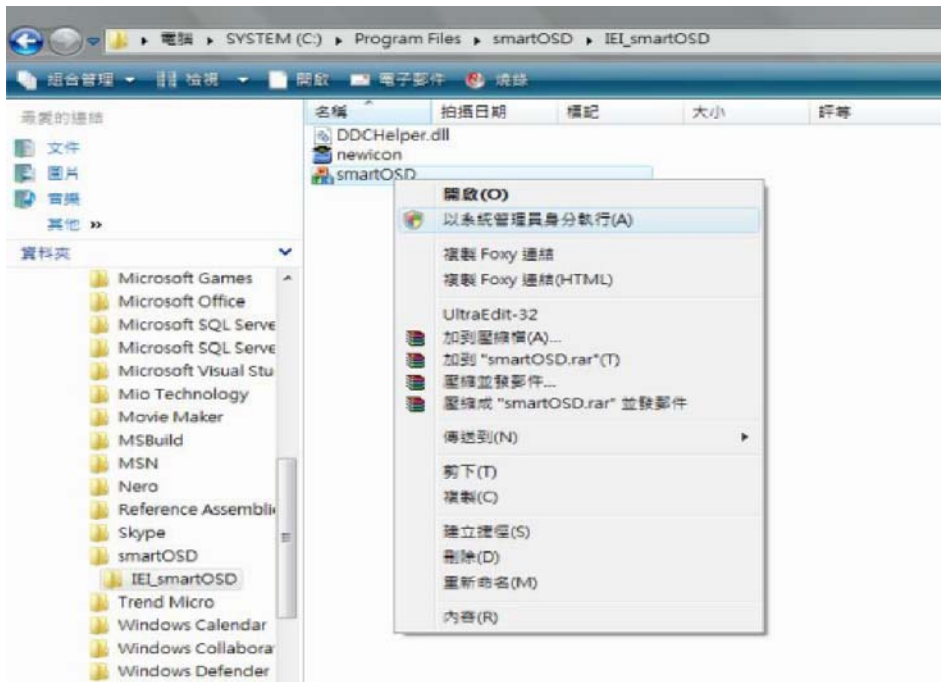 電腦 ▸ SYSTEM (C:) ▸ Program Files ▸ smartOSD ▸ IEI_smartOSD
組合管理 檢視 開啟 電子郵件 燒錄
最愛的連結
文件
圖片
音樂
其他 »
資料夾
Microsoft Games
Microsoft Office
Microsoft SQL Serve
Microsoft SQL Serve
Microsoft Visual Stu
Mio Technology
Movie Maker
MSBuild
MSN
Nero
Reference Assemblie
Skype
smartOSD
IEI_smartOSD
Trend Micro
Windows Calendar
Windows Collabora
Windows Defender
名稱 拍攝日期 標記 大小 評等
DDCHelper.dll
newicon
smartOSD
開啟(O)
以系統管理員身分執行(A)
複製 Foxy 連結
複製 Foxy 連結(HTML)
UltraEdit-32
加到壓縮檔(A)...
加到 "smartOSD.rar"(T)
壓縮並發郵件...
壓縮成 "smartOSD.rar" 並發郵件
傳送到(N)
剪下(T)
複製(C)
建立捷徑(S)
刪除(D)
重新命名(M)
內容(R)